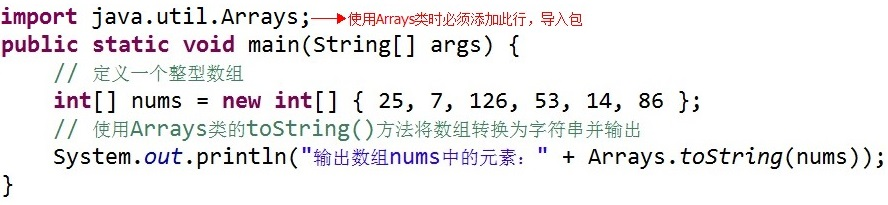 import java.util.Arrays;使用Arrays类时必须添加此行，导入包
public static void main(String[] args) {
    // 定义一个整型数组
    int[] nums = new int[] { 25, 7, 126, 53, 14, 86 };
    // 使用Arrays类的toString()方法将数组转换为字符串并输出
    System.out.println("输出数组nums中的元素：" + Arrays.toString(nums));
}